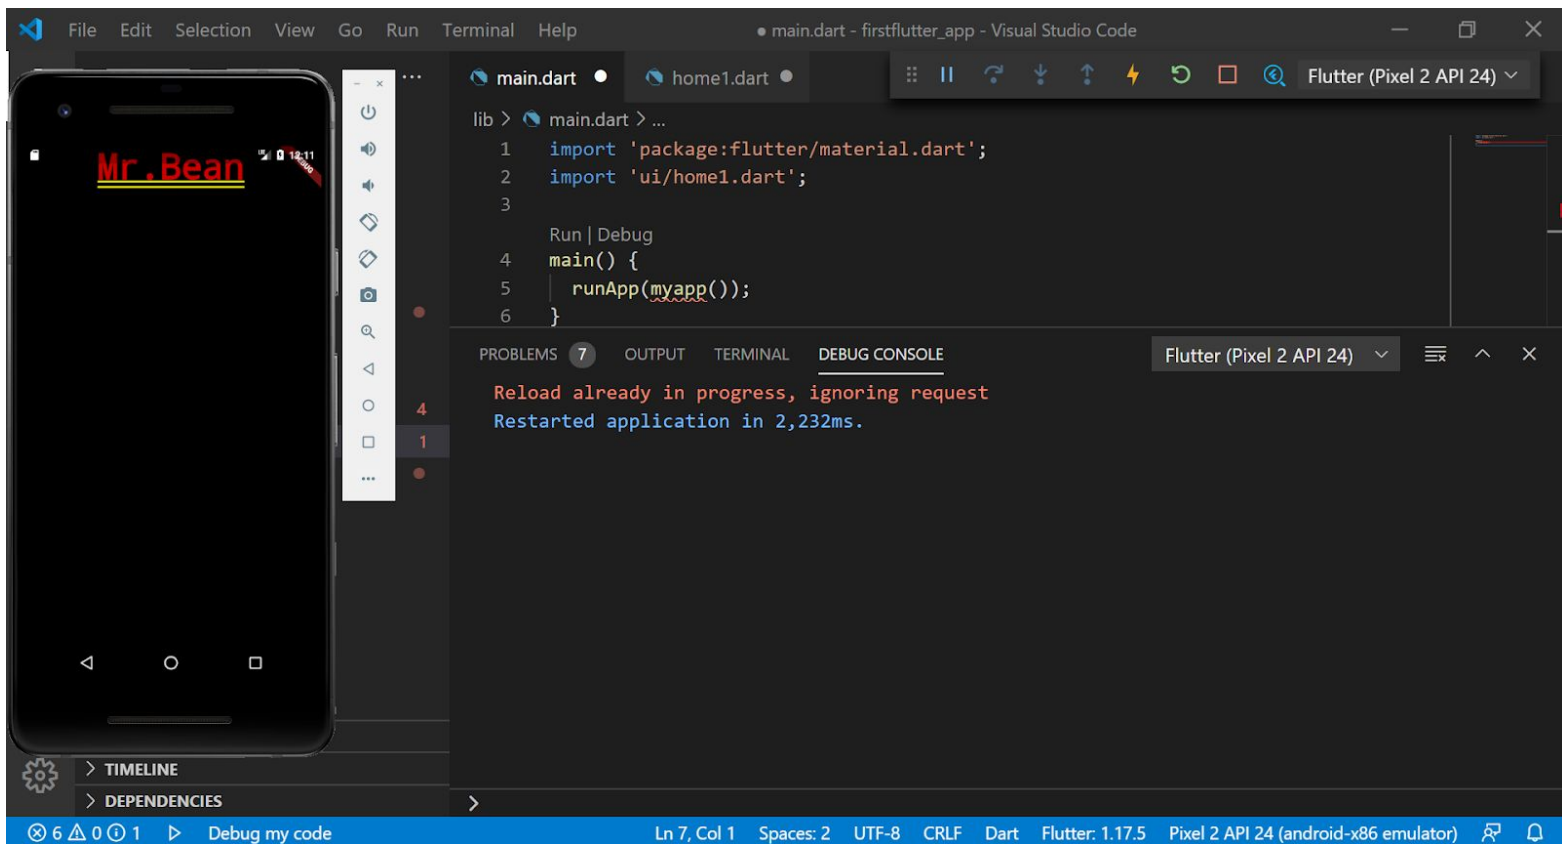 File Edit Selection View Go Run Terminal Help ● main.dart - firstflutter_app - Visual Studio Code
main.dart ● home1.dart ● Flutter (Pixel 2 API 24)
lib > main.dart > ...
1 import 'package:flutter/material.dart';
2 import 'ui/home1.dart';
3
Run | Debug
4 main() {
5 runApp(myapp());
6 }
12:11
DEBUG
Mr.Bean
4
1
PROBLEMS 7 OUTPUT TERMINAL DEBUG CONSOLE Flutter (Pixel 2 API 24)
Reload already in progress, ignoring request
Restarted application in 2,232ms.
> TIMELINE
> DEPENDENCIES
>
6 0 1 Debug my code Ln 7, Col 1 Spaces: 2 UTF-8 CRLF Dart Flutter: 1.17.5 Pixel 2 API 24 (android-x86 emulator)